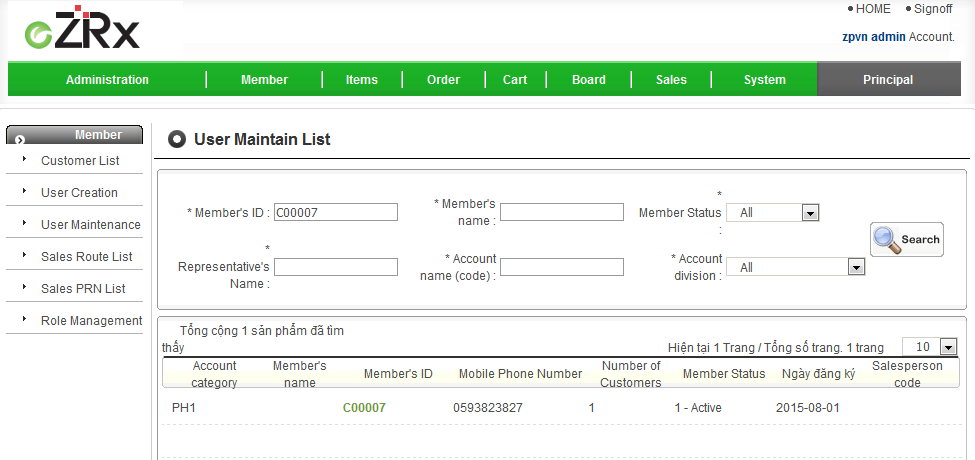 eZRx
HOME Signoff
zpvn admin Account.
Administration Member Items Order Cart Board Sales System Principal
Member
Customer List
User Creation
User Maintenance
Sales Route List
Sales PRN List
Role Management
User Maintain List
* Member's ID : C00007
* Member's
name :
*
Member Status
:
All
*
Representative's
Name :
* Account
name (code) :
* Account
division :
All
Search
Tổng cộng 1 sản phẩm đã tìm
thấy
Hiện tại 1 Trang / Tổng số trang. 1 trang 10
Account
category
Member's
name
Member's ID
Mobile Phone Number
Number of
Customers
Member Status
Ngày đăng ký
Salesperson
code
PH1 C00007 0593823827 1 1 - Active 2015-08-01